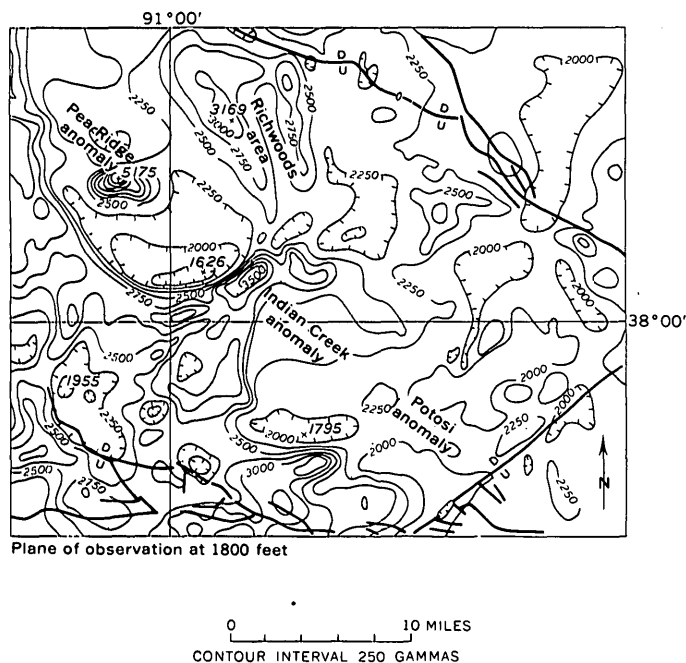 91°00'
2250
2000
D
U
2250
2500
3169
3000
2500
2750
Richwoods
area
2750
D
U
Pea Ridge
anomaly
5175
2500
2250
2250
2500
2000
1626
2000
2750
2500
2500
2250
2000
38°00'
Indian Creek
anomaly
2500
1955
2250
2000
2250
Potosi
anomaly
2000
2250
2500
1795
2000
2500
2000
3000
D
U
2500
2750
D
U
2250
N
Plane of observation at 1800 feet
0 10 MILES
CONTOUR INTERVAL 250 GAMMAS